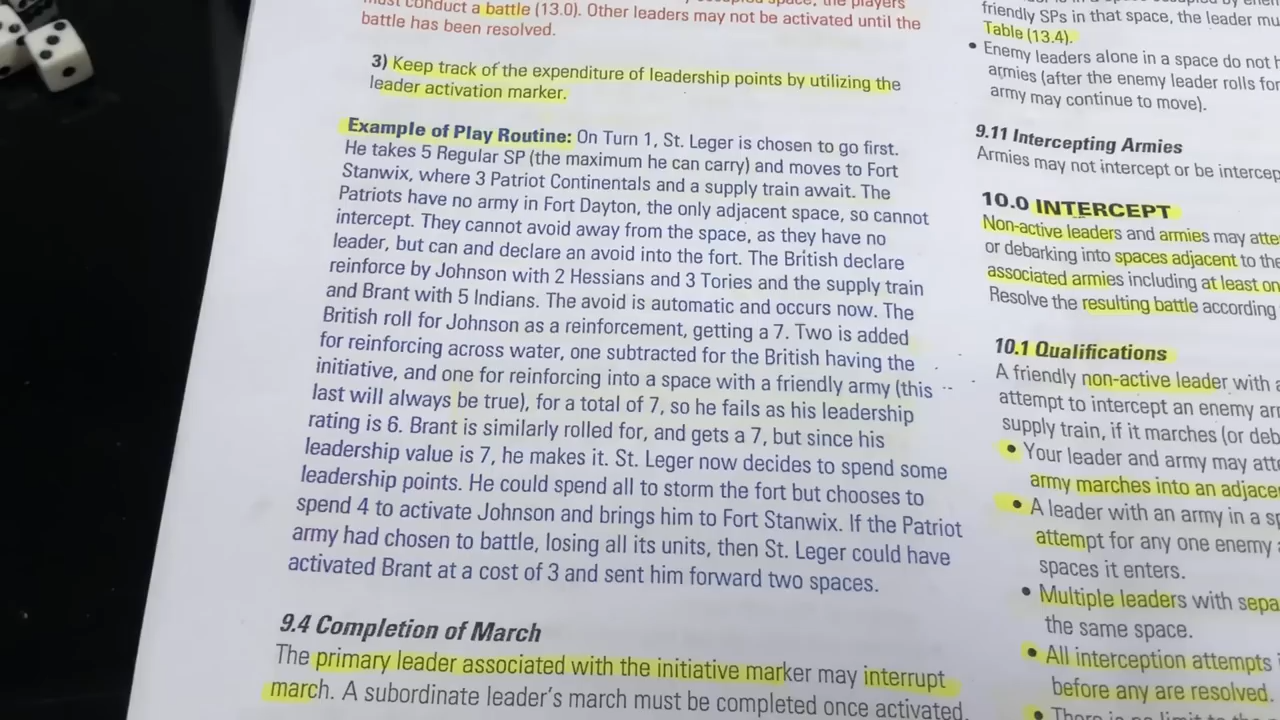 must conduct a battle (13.0). Other leaders may not be activated until the
battle has been resolved.
3) Keep track of the expenditure of leadership points by utilizing the
leader activation marker.
Example of Play Routine: On Turn 1, St. Leger is chosen to go first.
He takes 5 Regular SP (the maximum he can carry) and moves to Fort
Stanwix, where 3 Patriot Continentals and a supply train await. The
Patriots have no army in Fort Dayton, the only adjacent space, so cannot
intercept. They cannot avoid away from the space, as they have no
leader, but can and declare an avoid into the fort. The British declare
reinforce by Johnson with 2 Hessians and 3 Tories and the supply train
and Brant with 5 Indians. The avoid is automatic and occurs now. The
British roll for Johnson as a reinforcement, getting a 7. Two is added
for reinforcing across water, one subtracted for the British having the
initiative, and one for reinforcing into a space with a friendly army (this
last will always be true), for a total of 7, so he fails as his leadership
rating is 6. Brant is similarly rolled for, and gets a 7, but since his
leadership value is 7, he makes it. St. Leger now decides to spend some
leadership points. He could spend all to storm the fort but chooses to
spend 4 to activate Johnson and brings him to Fort Stanwix. If the Patriot
army had chosen to battle, losing all its units, then St. Leger could have
activated Brant at a cost of 3 and sent him forward two spaces.
9.4 Completion of March
The primary leader associated with the initiative marker may interrupt
march. A subordinate leader's march must be completed once activated.
friendly SPs in that space, the leader mu
Table (13.4).
• Enemy leaders alone in a space do not h
armies (after the enemy leader rolls for
army may continue to move).
9.11 Intercepting Armies
Armies may not intercept or be intercep
10.0 INTERCEPT
Non-active leaders and armies may atte
or debarking into spaces adjacent to the
associated armies including at least on
Resolve the resulting battle according
10.1 Qualifications
A friendly non-active leader with a
attempt to intercept an enemy ar
supply train, if it marches (or deb
• Your leader and army may atte
army marches into an adjace
• A leader with an army in a sp
attempt for any one enemy
spaces it enters.
• Multiple leaders with sepa
the same space.
• All interception attempts
before any are resolved.